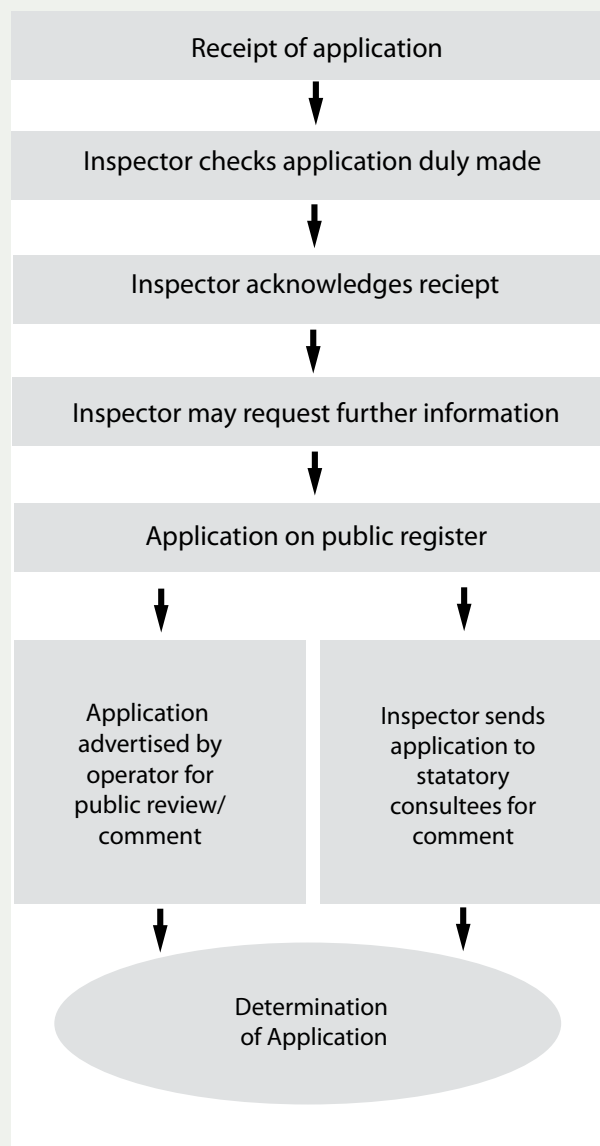 Receipt of application
Inspector checks application duly made
Inspector acknowledges reciept
Inspector may request further information
Application on public register
Application
advertised by
operator for
public review/
comment
Inspector sends
application to
statatory
consultees for
comment
Determination
of Application